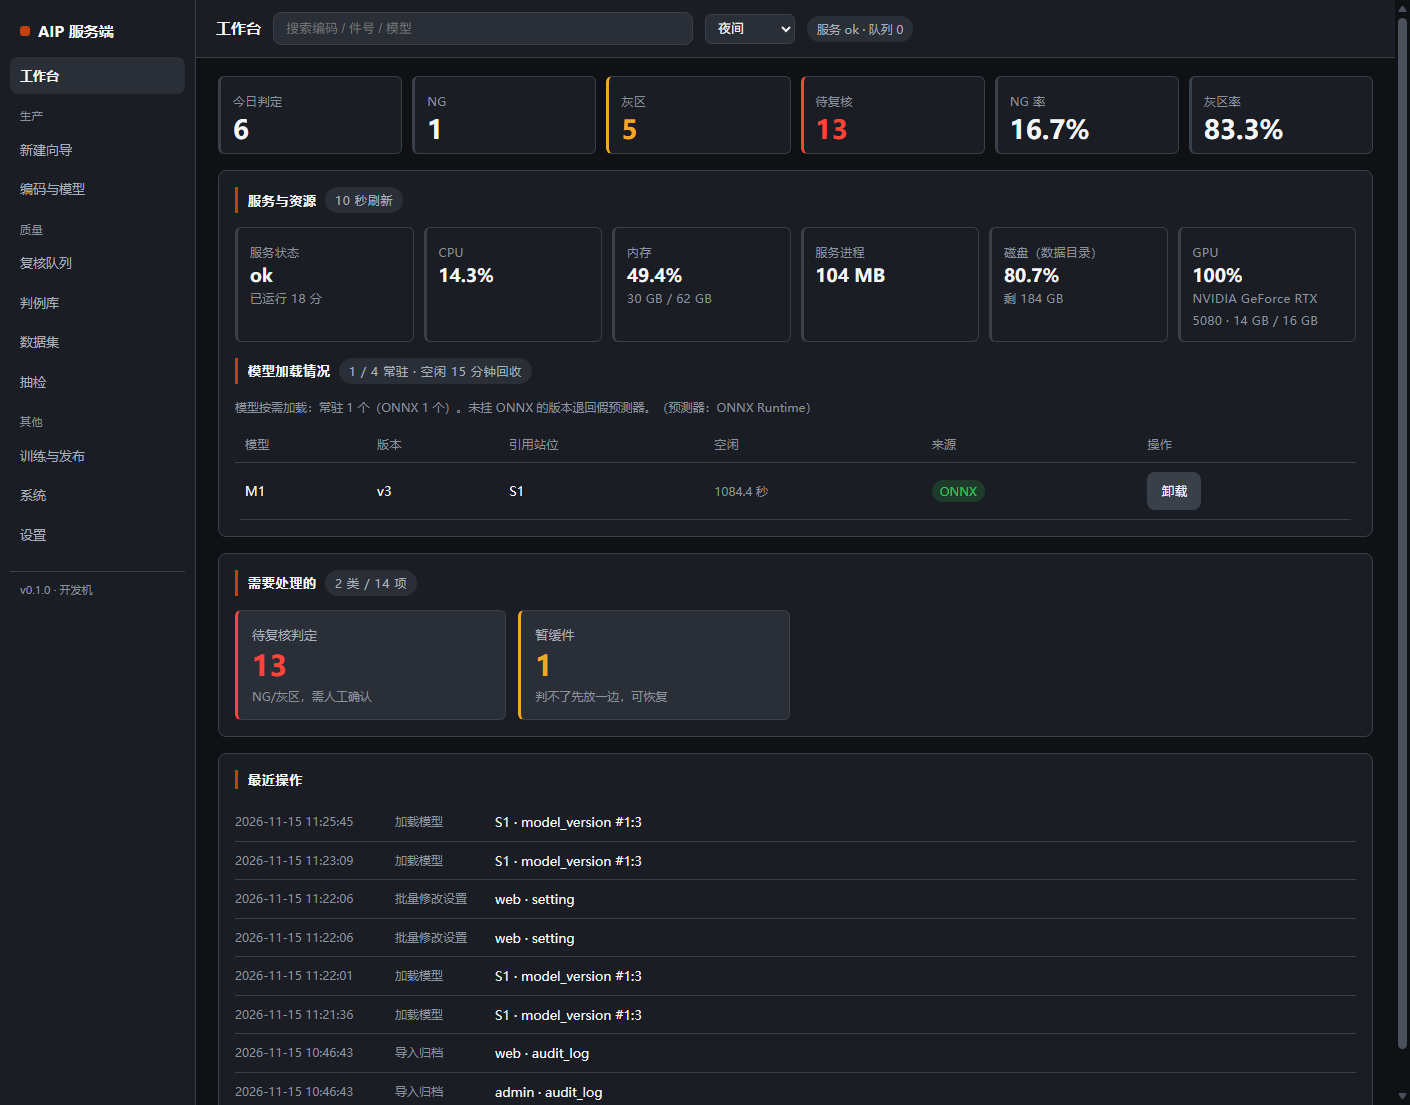 AIP 服务端
工作台
生产
新建向导
编码与模型
质量
复核队列
判例库
数据集
抽检
其他
训练与发布
系统
设置
v0.1.0 · 开发机
工作台
搜索编码 / 件号 / 模型
夜间
服务 ok · 队列 0
今日判定
6
NG
1
灰区
5
待复核
13
NG 率
16.7%
灰区率
83.3%
服务与资源
10 秒刷新
服务状态
ok
已运行 18 分
CPU
14.3%
内存
49.4%
30 GB / 62 GB
服务进程
104 MB
磁盘（数据目录）
80.7%
剩 184 GB
GPU
100%
NVIDIA GeForce RTX
5080 · 14 GB / 16 GB
模型加载情况
1 / 4 常驻 · 空闲 15 分钟回收
模型按需加载：常驻 1 个（ONNX 1 个）。未挂 ONNX 的版本退回假预测器。（预测器：ONNX Runtime）
模型 版本 引用站位 空闲 来源 操作
M1 v3 S1 1084.4 秒 ONNX 卸载
需要处理的
2 类 / 14 项
待复核判定
13
NG/灰区，需人工确认
暂缓件
1
判不了先放一边，可恢复
最近操作
2026-11-15 11:25:45 加载模型 S1 · model_version #1:3
2026-11-15 11:23:09 加载模型 S1 · model_version #1:3
2026-11-15 11:22:06 批量修改设置 web · setting
2026-11-15 11:22:06 批量修改设置 web · setting
2026-11-15 11:22:01 加载模型 S1 · model_version #1:3
2026-11-15 11:21:36 加载模型 S1 · model_version #1:3
2026-11-15 10:46:43 导入归档 web · audit_log
2026-11-15 10:46:43 导入归档 admin · audit_log